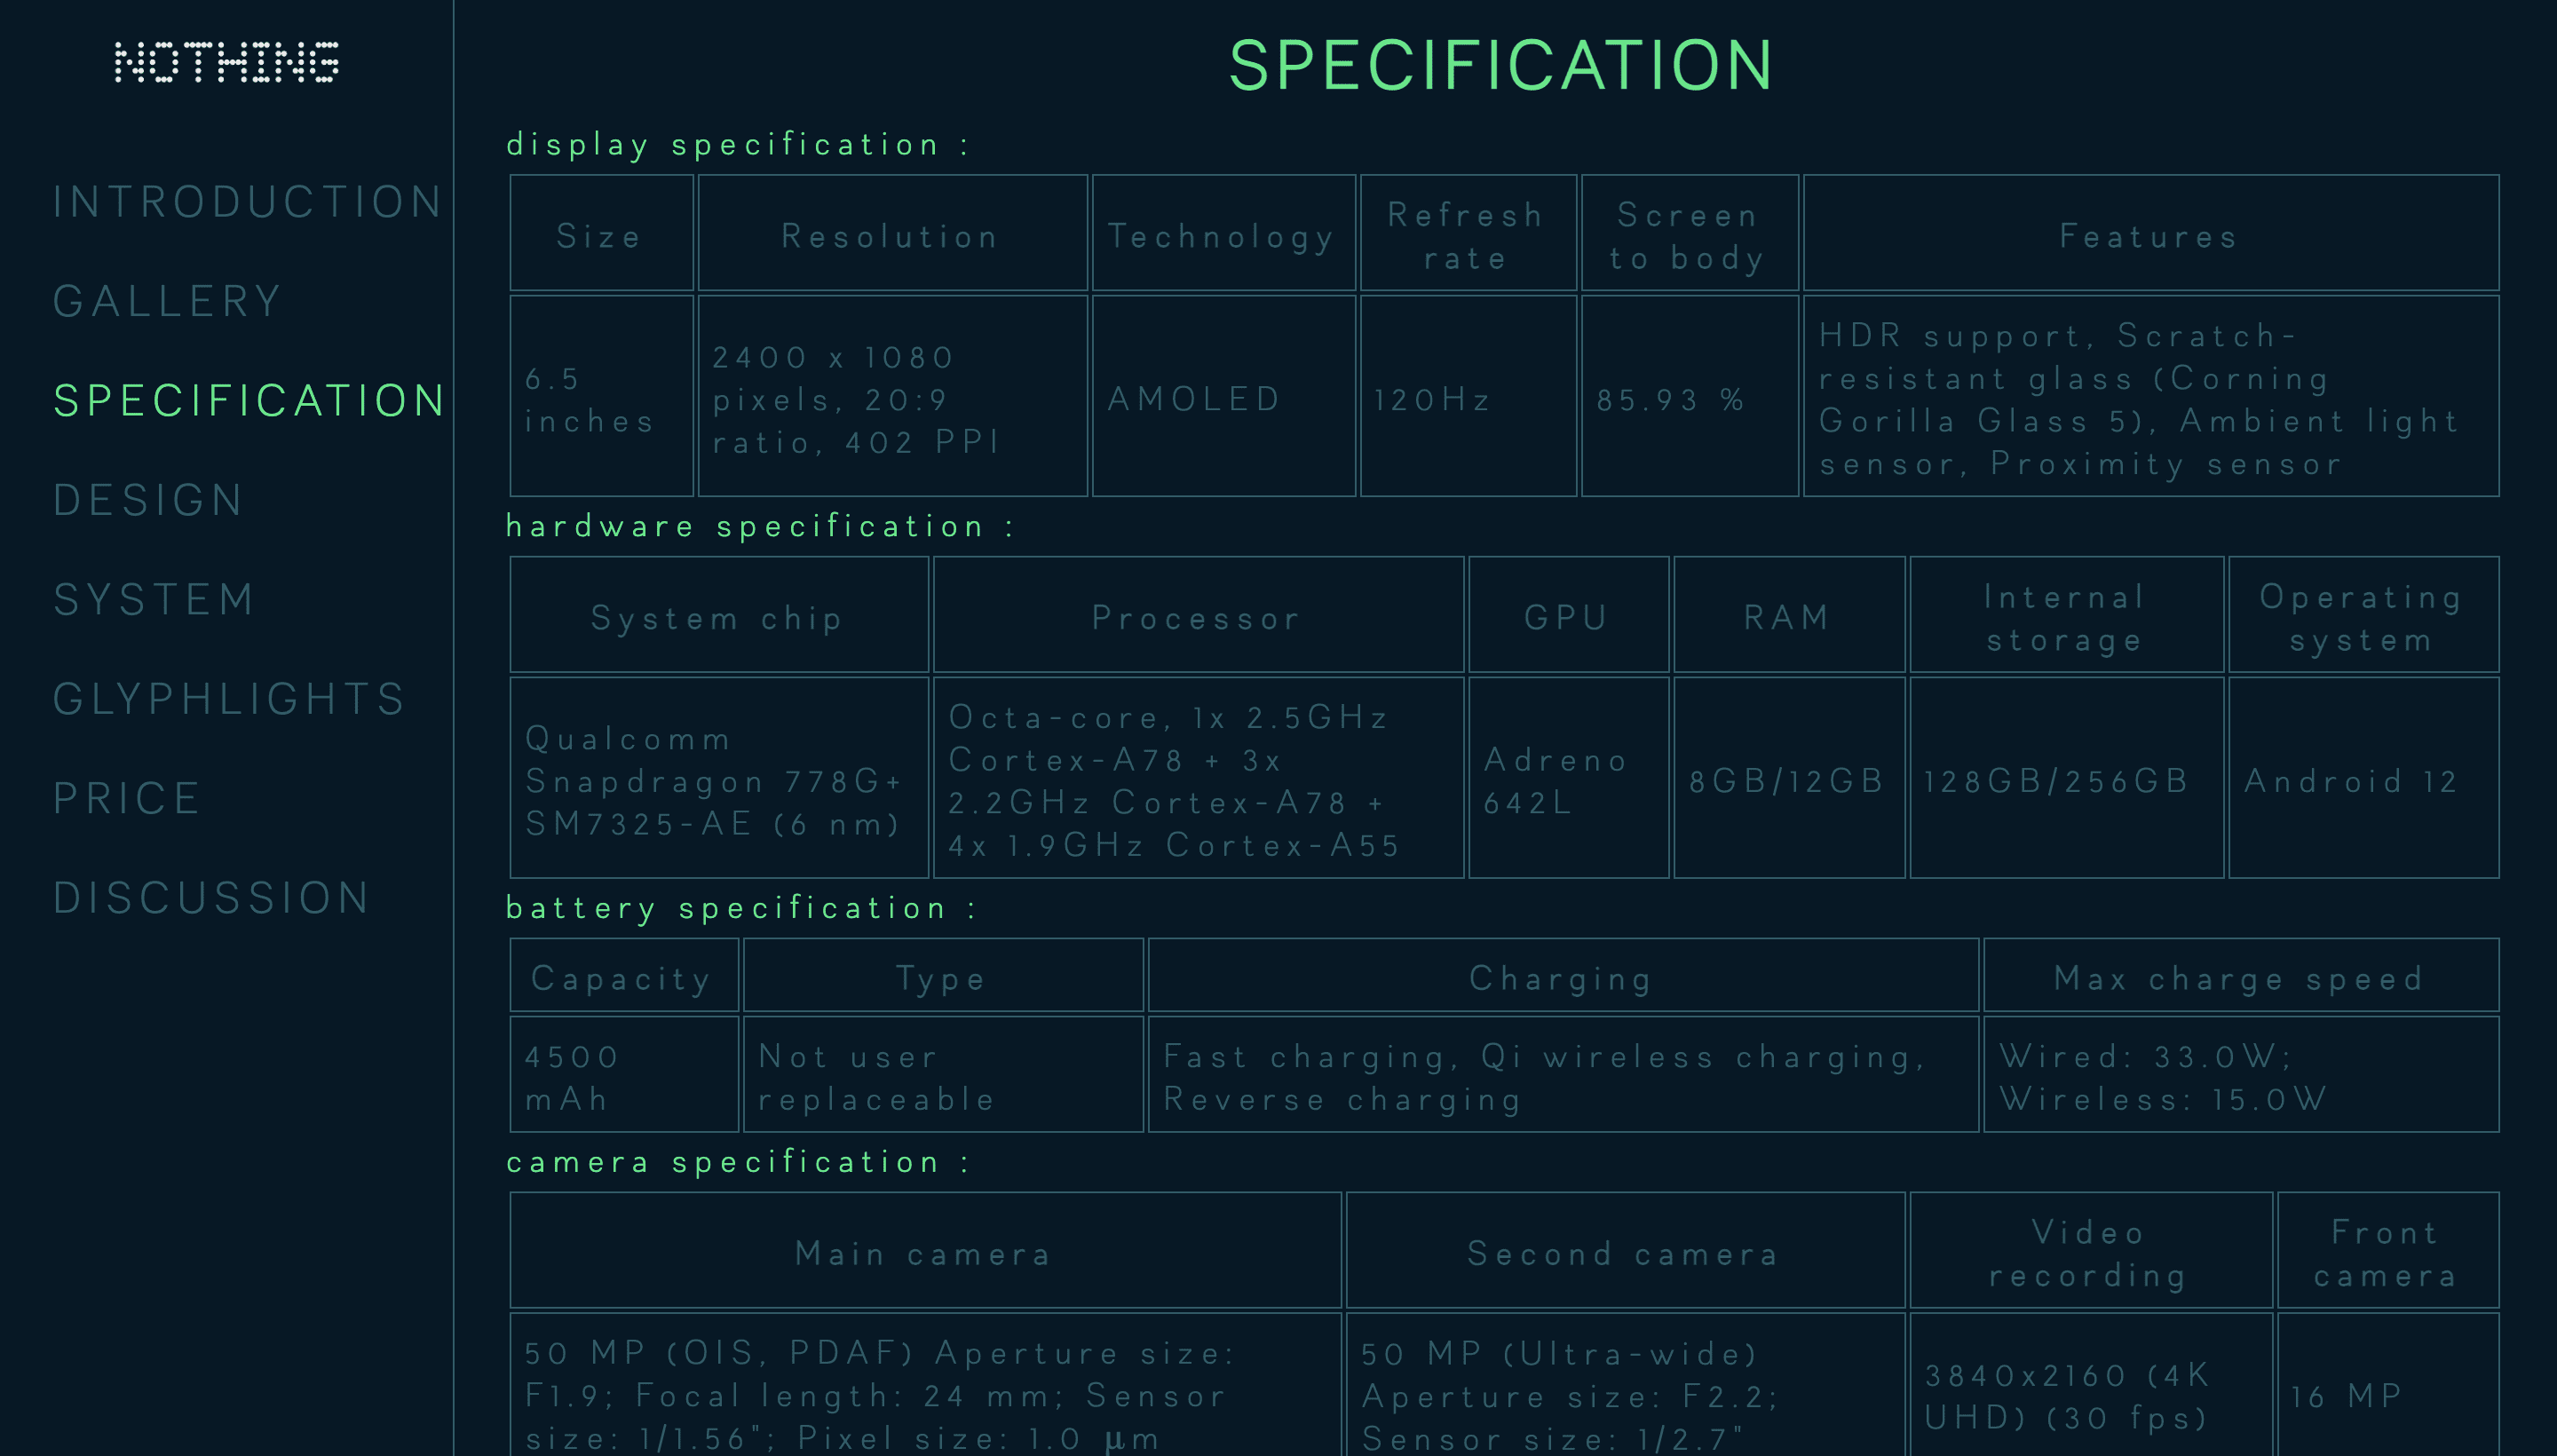 NOTHING
INTRODUCTION
GALLERY
SPECIFICATION
DESIGN
SYSTEM
GLYPHLIGHTS
PRICE
DISCUSSION
SPECIFICATION
display specification :
Size
Resolution
Technology
Refresh
rate
Screen
to body
Features
6.5
inches
2400 x 1080
pixels, 20:9
ratio, 402 PPI
AMOLED
120Hz
85.93 %
HDR support, Scratch-
resistant glass (Corning
Gorilla Glass 5), Ambient light
sensor, Proximity sensor
hardware specification :
System chip
Processor
GPU
RAM
Internal
storage
Operating
system
Qualcomm
Snapdragon 778G+
SM7325-AE (6 nm)
Octa-core, 1x 2.5GHz
Cortex-A78 + 3x
2.2GHz Cortex-A78 +
4x 1.9GHz Cortex-A55
Adreno
642L
8GB/12GB
128GB/256GB
Android 12
battery specification :
Capacity
Type
Charging
Max charge speed
4500
mAh
Not user
replaceable
Fast charging, Qi wireless charging,
Reverse charging
Wired: 33.0W;
Wireless: 15.0W
camera specification :
Main camera
Second camera
Video
recording
Front
camera
50 MP (OIS, PDAF) Aperture size:
F1.9; Focal length: 24 mm; Sensor
size: 1/1.56"; Pixel size: 1.0 μm
50 MP (Ultra-wide)
Aperture size: F2.2;
Sensor size: 1/2.7"
3840x2160 (4K
UHD) (30 fps)
16 MP